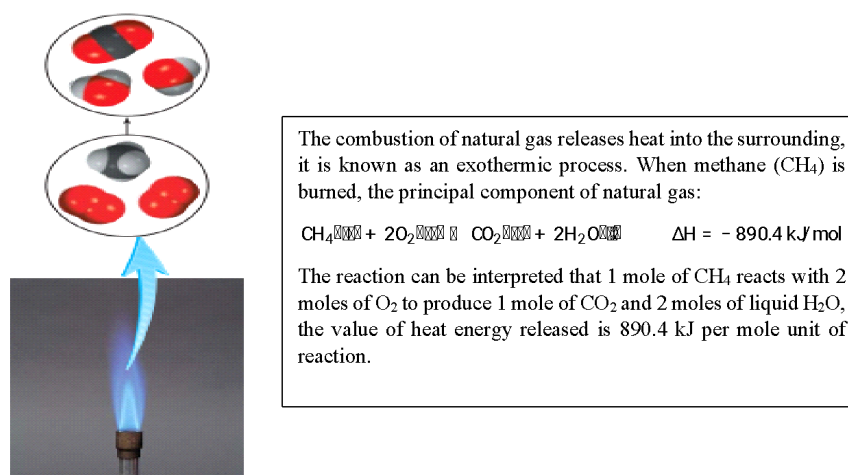 The combustion of natural gas releases heat into the surrounding,
it is known as an exothermic process. When methane (CH₄) is
burned, the principal component of natural gas:
CH₄ + 2O₂ CO₂ + 2H₂O ΔH = − 890.4 kJ/mol
The reaction can be interpreted that 1 mole of CH₄ reacts with 2
moles of O₂ to produce 1 mole of CO₂ and 2 moles of liquid H₂O,
the value of heat energy released is 890.4 kJ per mole unit of
reaction.